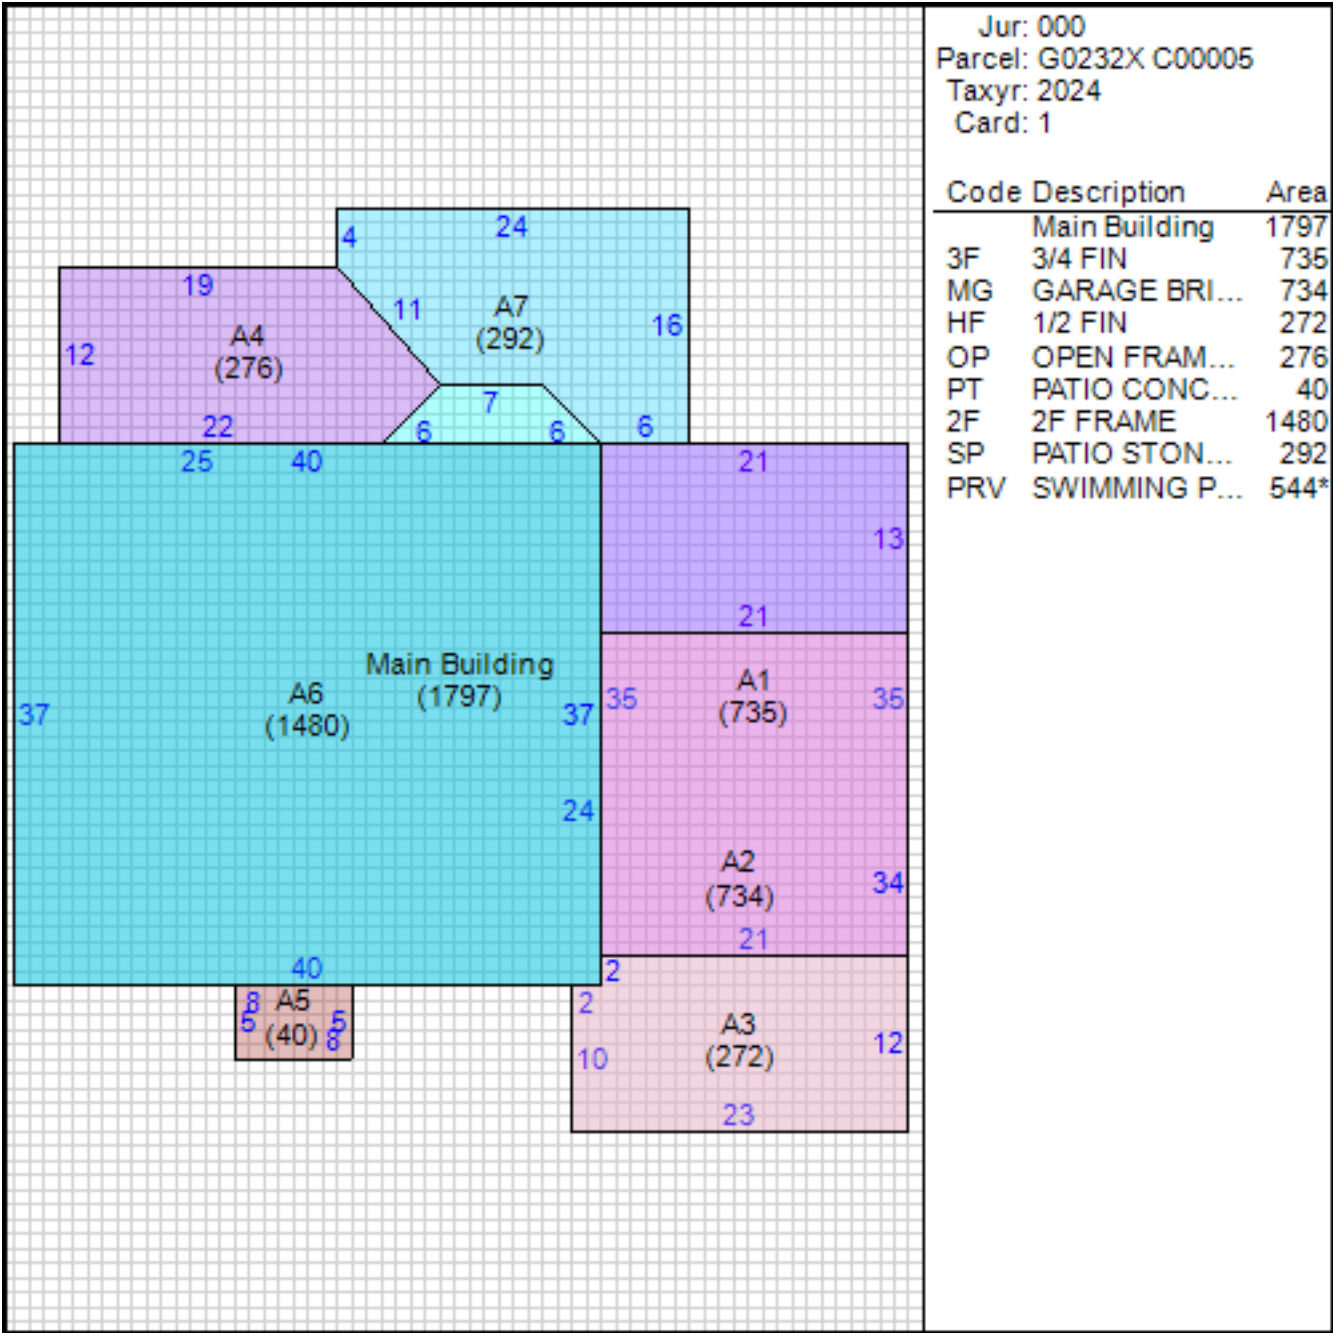 Jur: 000
Parcel: G0232X C00005
Taxyr: 2024
Card: 1
Code Description Area
Main Building 1797
3F 3/4 FIN 735
MG GARAGE BRI... 734
HF 1/2 FIN 272
OP OPEN FRAM... 276
PT PATIO CONC... 40
2F 2F FRAME 1480
SP PATIO STON... 292
PRV SWIMMING P... 544*
24
4
19
11
A7
(292)
16
A4
(276)
12
7
22
6
6
6
25
40
21
13
21
Main Building
(1797)
A6
(1480)
37
37
35
A1
(735)
35
24
A2
(734)
34
21
40
2
8
A5
2
5
(40)
5
8
A3
(272)
12
10
23